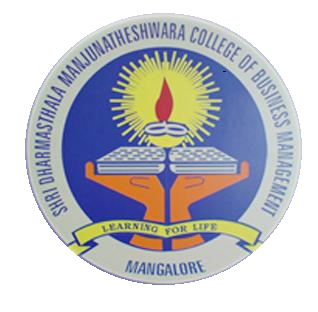 SHRI DHARMASTHALA MANJUNATHESHWARA COLLEGE OF BUSINESS MANAGEMENT
LEARNING FOR LIFE
MANGALORE